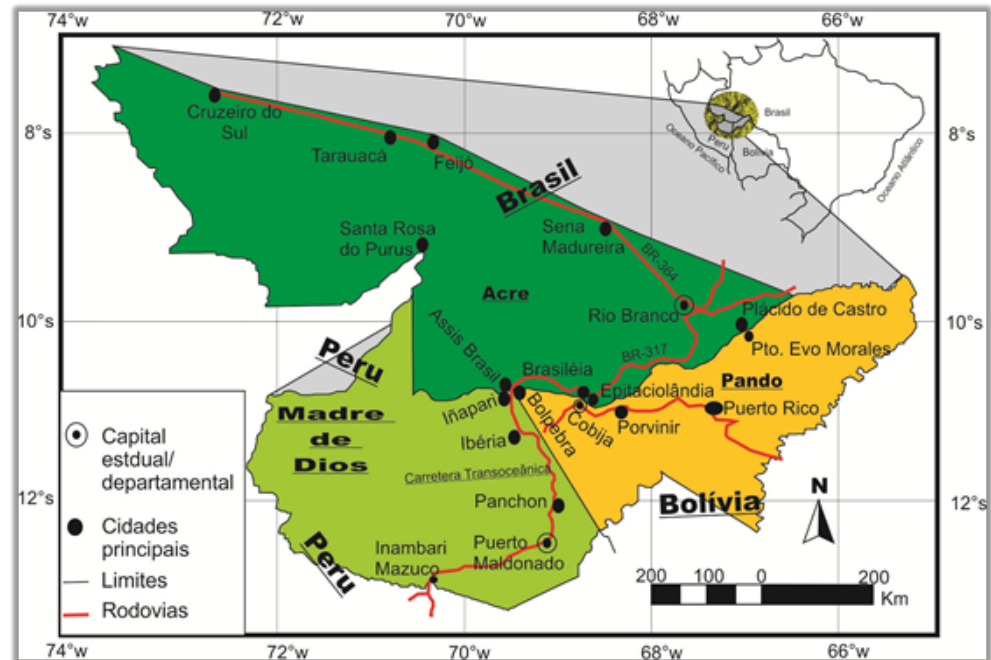 74°w
70°w
68°w
66°w
8°s
8°s
10°s
10°s
12°s
12°s
Cruzeiro do
Sul
Tarauacá
Feijó
Brasil
Sena
Madureira
Santa Rosa
do Purus
Acre
BR-364
Rio Branco
Plácido de Castro
Pto. Evo Morales
BR-317
Assis Brasil
Brasiléia
Epitaciolândia
Pando
Puerto Rico
Porvinir
Cobija
Bolpebra
Iñapari
Ibéria
Peru
Madre
de
Dios
Carretera Transoceânica
Panchon
Puerto
Maldonado
Inambari
Mazuco
Peru
Bolívia
Brasil
Peru
Bolívia
Oceano Pacífico
Oceano Atlântico
Capital
estdual/
departamental
Cidades
principais
Limites
Rodovias
N
200 100 0 200
Km
74°w
72°w
70°w
68°w
66°w